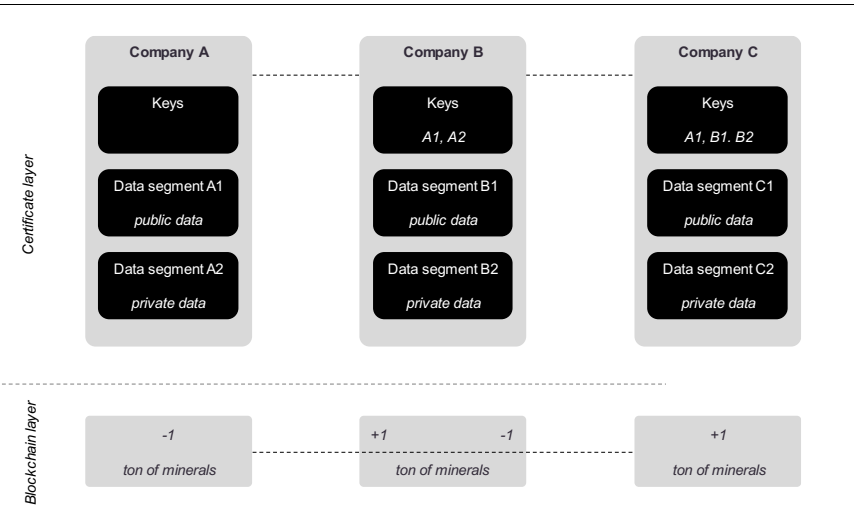 Certificate layer
Company A
Keys
Data segment A1
public data
Data segment A2
private data
Company B
Keys
A1, A2
Data segment B1
public data
Data segment B2
private data
Company C
Keys
A1, B1. B2
Data segment C1
public data
Data segment C2
private data
Blockchain layer
-1
ton of minerals
+1 -1
ton of minerals
+1
ton of minerals